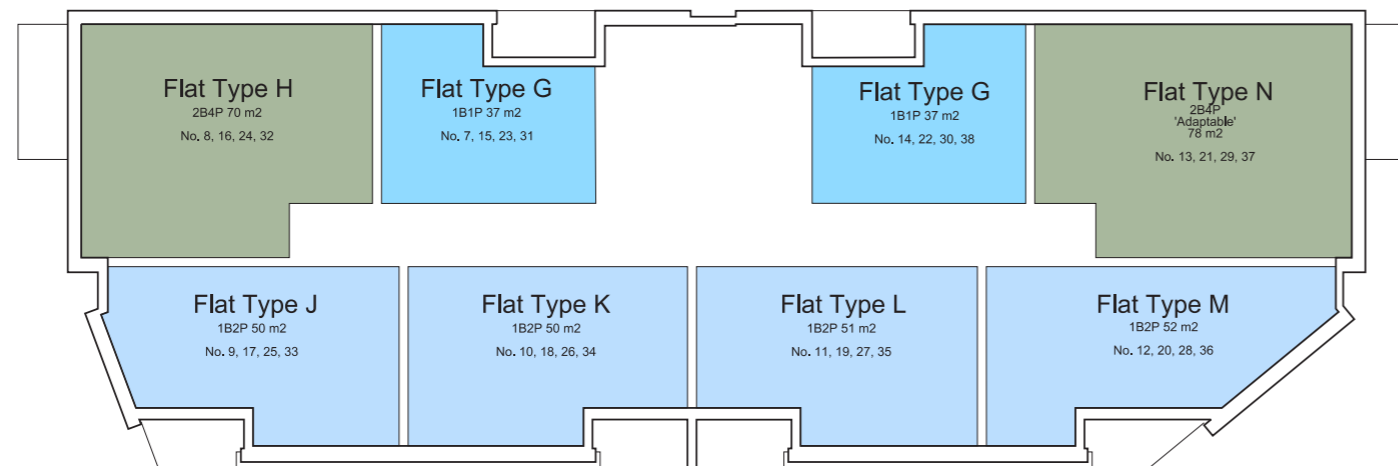 Flat Type H
2B4P 70 m2
No. 8, 16, 24, 32
Flat Type G
1B1P 37 m2
No. 7, 15, 23, 31
Flat Type G
1B1P 37 m2
No. 14, 22, 30, 38
Flat Type N
2B4P
'Adaptable'
78 m2
No. 13, 21, 29, 37
Flat Type J
1B2P 50 m2
No. 9, 17, 25, 33
Flat Type K
1B2P 50 m2
No. 10, 18, 26, 34
Flat Type L
1B2P 51 m2
No. 11, 19, 27, 35
Flat Type M
1B2P 52 m2
No. 12, 20, 28, 36